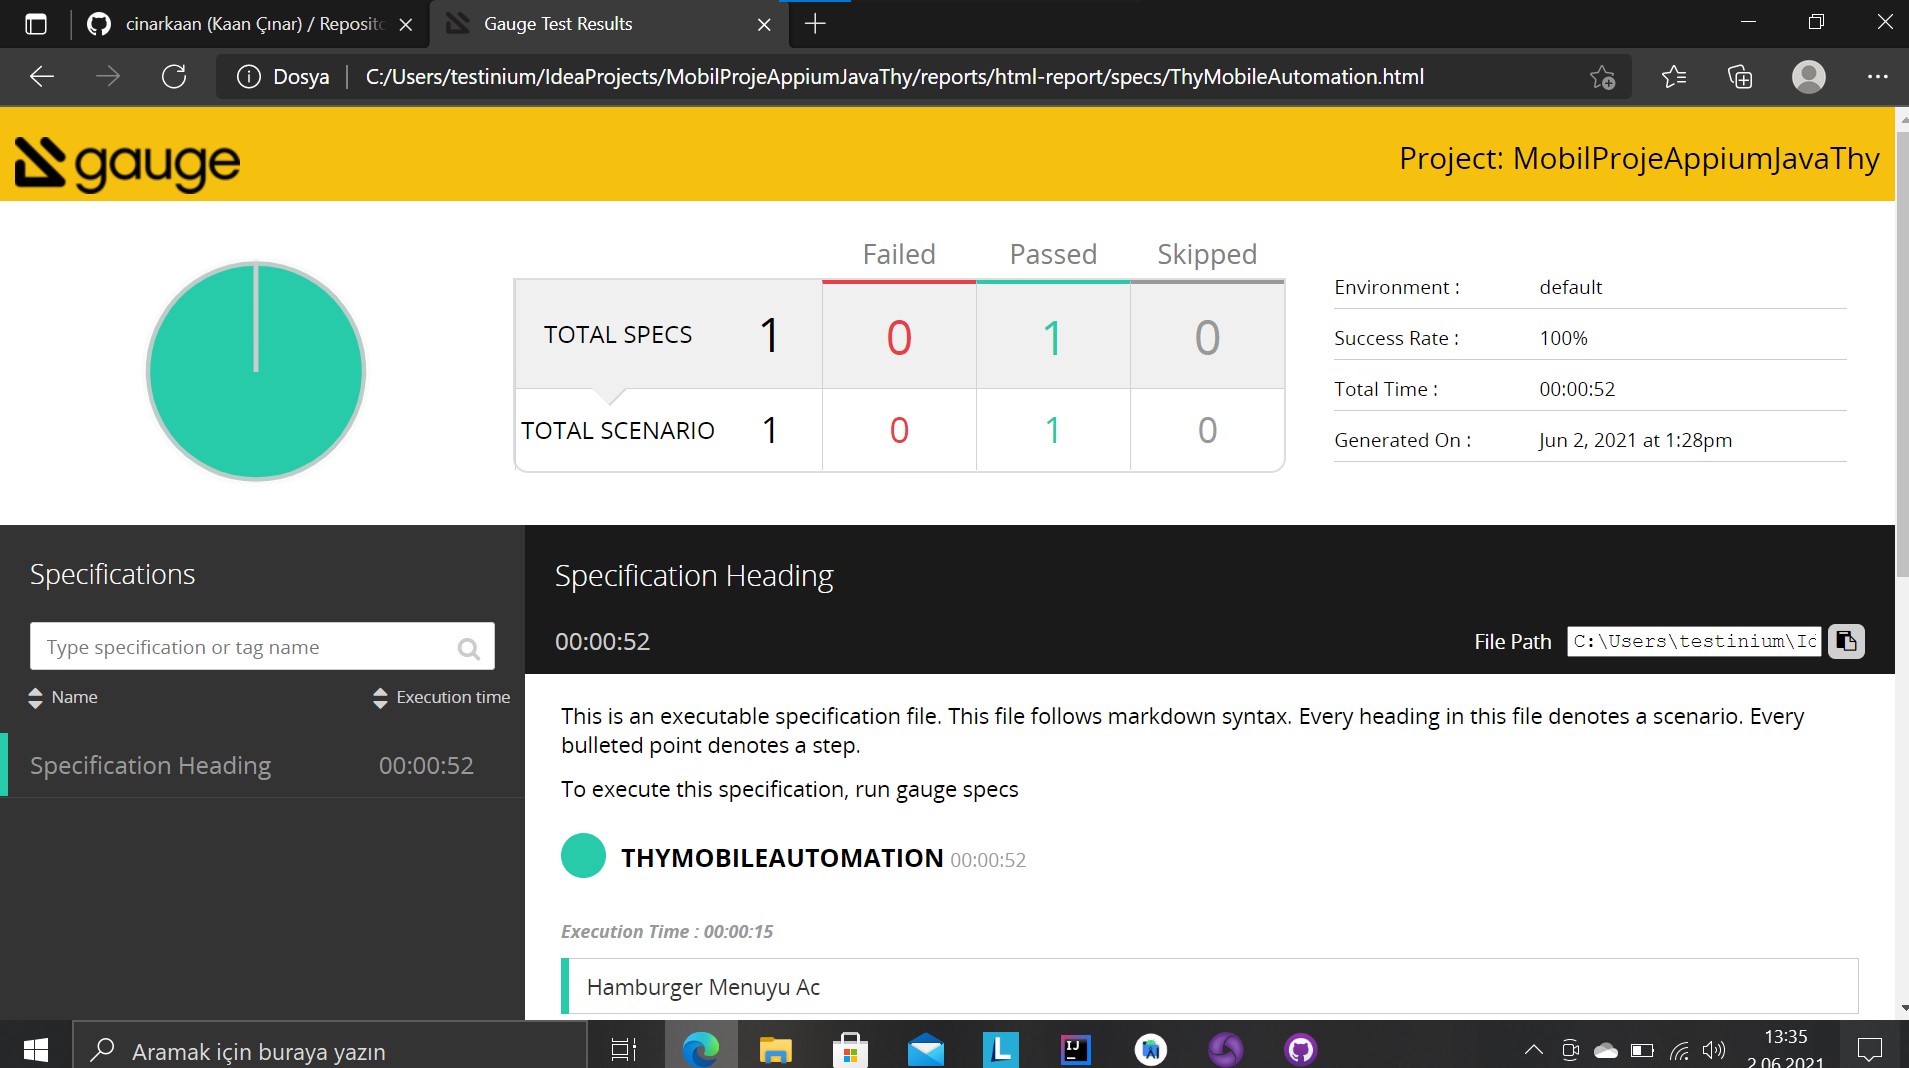 cinarkaan (Kaan Çınar) / Reposito
Gauge Test Results
Dosya
C:/Users/testinium/IdeaProjects/MobilProjeAppiumJavaThy/reports/html-report/specs/ThyMobileAutomation.html
gauge
Project: MobilProjeAppiumJavaThy
Failed Passed Skipped
TOTAL SPECS 1 0 1 0
TOTAL SCENARIO 1 0 1 0
Environment : default
Success Rate : 100%
Total Time : 00:00:52
Generated On : Jun 2, 2021 at 1:28pm
Specifications
Type specification or tag name
Name Execution time
Specification Heading 00:00:52
Specification Heading
00:00:52
File Path C:\Users\testinium\Id
This is an executable specification file. This file follows markdown syntax. Every heading in this file denotes a scenario. Every
bulleted point denotes a step.
To execute this specification, run gauge specs
THYMOBILEAUTOMATION 00:00:52
Execution Time : 00:00:15
Hamburger Menuyu Ac
Aramak için buraya yazın
L
IJ
13:35
2.06.2021